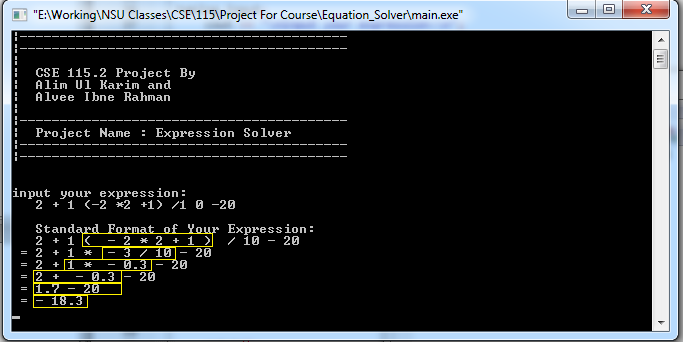 "E:\Working\NSU Classes\CSE\115\Project For Course\Equation_Solver\main.exe"
CSE 115.2 Project By
Alim Ul Karim and
Alvee Ibne Rahman
Project Name : Expression Solver
input your expression:
2 + 1 (-2 *2 +1) /1 0 -20
Standard Format of Your Expression:
2 + 1 ( - 2 * 2 + 1 ) / 10 - 20
= 2 + 1 * - 3 / 10 - 20
= 2 + 1 * - 0.3 - 20
= 2 + - 0.3 - 20
= 1.7 - 20
= - 18.3